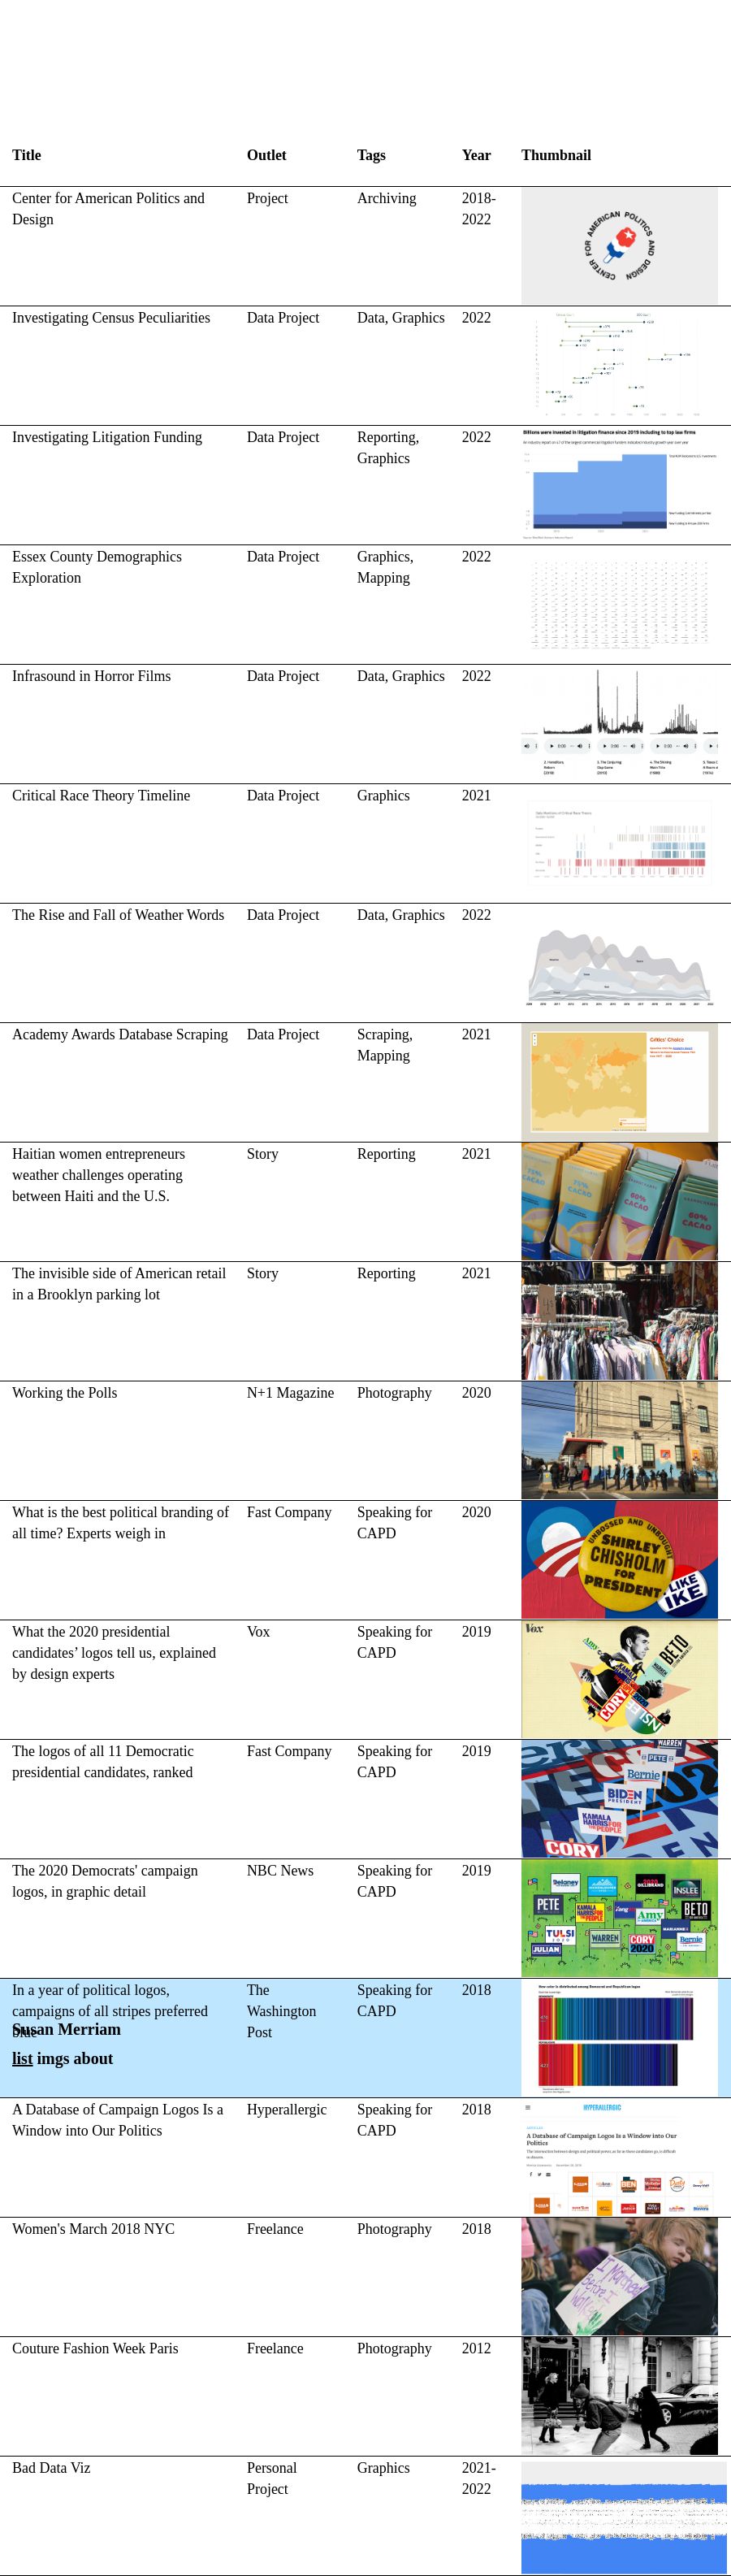 Title Outlet Tags Year Thumbnail
Center for American Politics and Project Archiving 2018-
Design 2022
CENTER FOR AMERICAN POLITICS AND DESIGN
Investigating Census Peculiarities Data Project Data, Graphics 2022
Investigating Litigation Funding Data Project Reporting, 2022
Graphics
Billions were invested in litigation finance since 2019 including to top law firms
Essex County Demographics Data Project Graphics, 2022
Exploration Mapping
Infrasound in Horror Films Data Project Data, Graphics 2022
Critical Race Theory Timeline Data Project Graphics 2021
The Rise and Fall of Weather Words Data Project Data, Graphics 2022
Academy Awards Database Scraping Data Project Scraping, 2021
Mapping
Critics' Choice
Haitian women entrepreneurs Story Reporting 2021
weather challenges operating
between Haiti and the U.S.
75% CACAO
60% CACAO
60% CACAO
The invisible side of American retail Story Reporting 2021
in a Brooklyn parking lot
Working the Polls N+1 Magazine Photography 2020
What is the best political branding of Fast Company Speaking for 2020
all time? Experts weigh in CAPD
UNBOSSED AND UNBOUGHT
SHIRLEY
CHISHOLM
FOR
PRESIDENT
I LIKE
IKE
What the 2020 presidential Vox Speaking for 2019
candidates’ logos tell us, explained CAPD
by design experts
Vox
Amy
BETO
KAMALA
CORY
INSLEE
The logos of all 11 Democratic Fast Company Speaking for 2019
presidential candidates, ranked CAPD
WARREN
PETE
Bernie
BIDEN
PRESIDENT
KAMALA
HARRIS FOR
THE PEOPLE
CORY
The 2020 Democrats' campaign NBC News Speaking for 2019
logos, in graphic detail CAPD
Delaney
2020
GILLIBRAND
INSLEE
PETE
KAMALA
HARRIS FOR
THE PEOPLE
Yang
Amy
BETO
TULSI
2020
WARREN
CORY
2020
MARIANNE
Bernie
JULIAN
In a year of political logos, The Speaking for 2018
campaigns of all stripes preferred Washington CAPD
blue Post
Susan Merriam
list imgs about
A Database of Campaign Logos Is a Hyperallergic Speaking for 2018
Window into Our Politics CAPD
HYPERALLERGIC
A Database of Campaign Logos Is a Window into Our
Politics
BEN
Women's March 2018 NYC Freelance Photography 2018
I Marched
Before I
Walked
Couture Fashion Week Paris Freelance Photography 2012
Bad Data Viz Personal Graphics 2021-
Project 2022